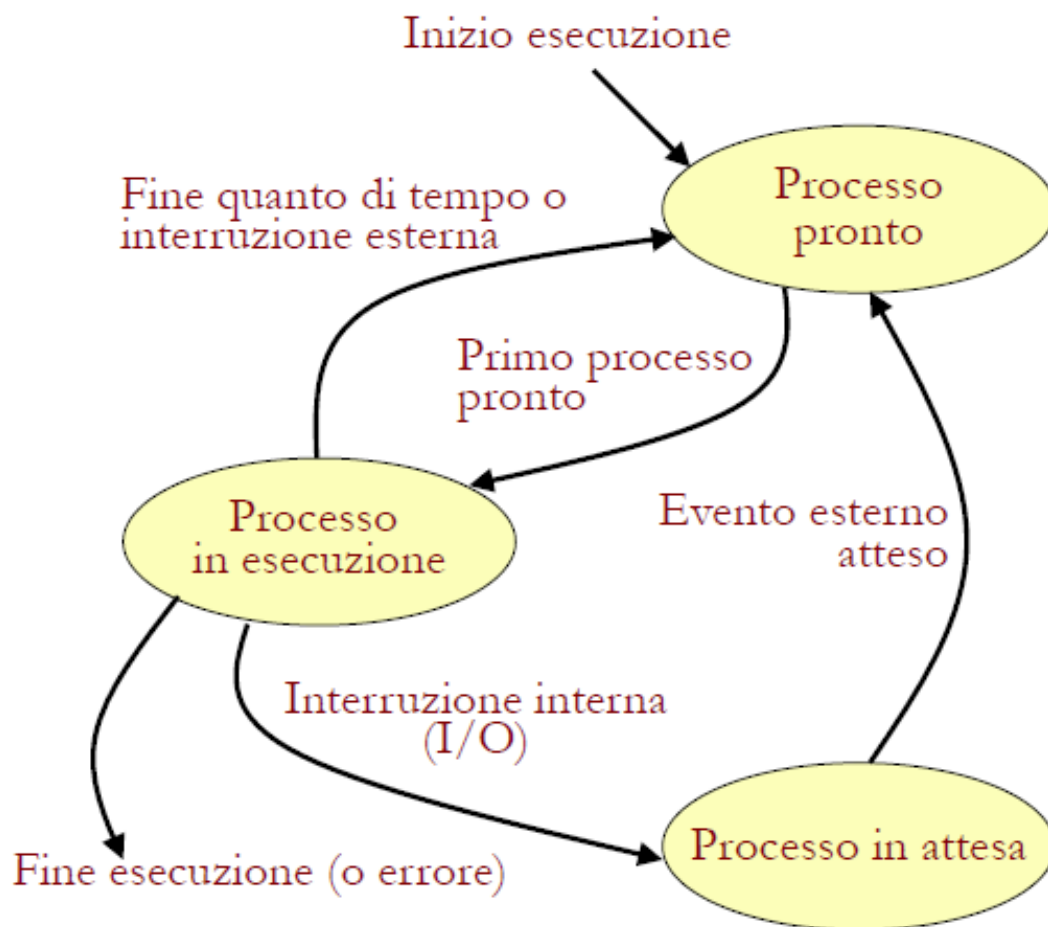 Inizio esecuzione
Processo
pronto
Fine quanto di tempo o
interruzione esterna
Primo processo
pronto
Processo
in esecuzione
Evento esterno
atteso
Interruzione interna
(I/O)
Processo in attesa
Fine esecuzione (o errore)